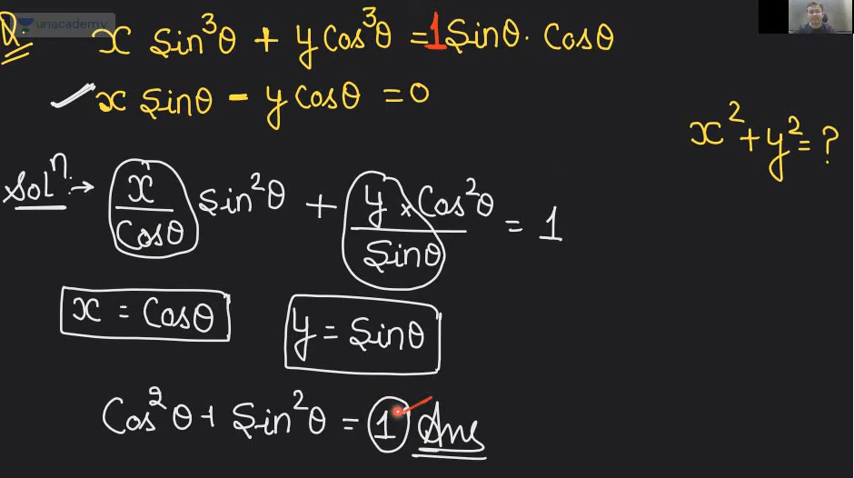 unacademy
Q. x Sin³θ + y Cos³θ = 1 Sinθ. Cosθ
x Sinθ - y Cosθ = 0
x² + y² = ?
Solⁿ:→ x/Cosθ Sin²θ + y × Cos²θ/Sinθ = 1
x = Cosθ
y = Sinθ
Cos²θ + Sin²θ = 1 Ans